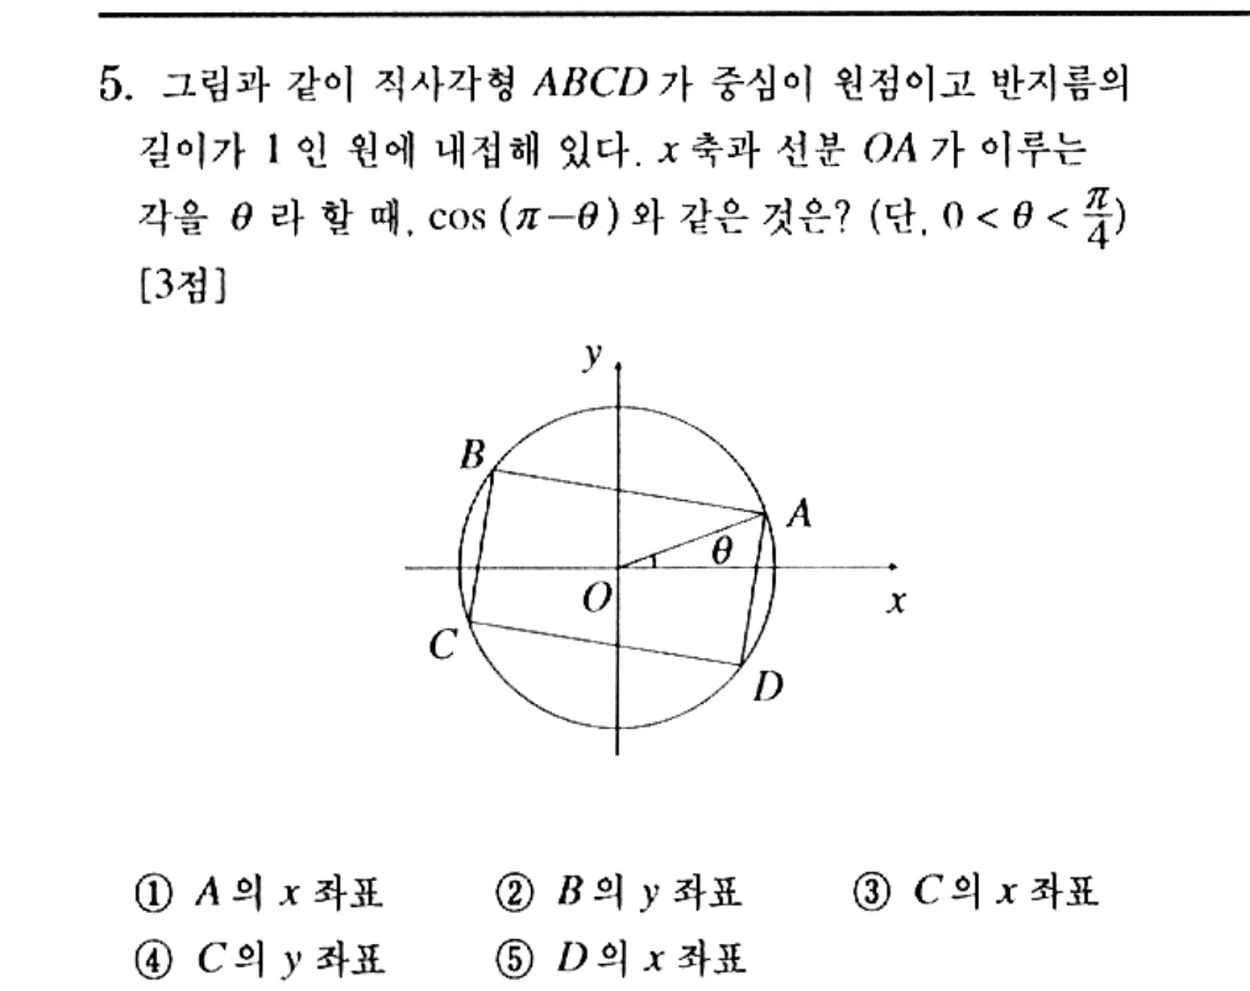 5. 그림과 같이 직사각형 ABCD가 중심이 원점이고 반지름의
길이가 1인 원에 내접해 있다. x축과 선분 OA가 이루는
각을 θ라 할 때, cos (π-θ)와 같은 것은? (단, 0 < θ < π/4)
[3점]
y
B
A
θ
O
x
C
D
① A의 x좌표 ② B의 y좌표 ③ C의 x좌표
④ C의 y좌표 ⑤ D의 x좌표